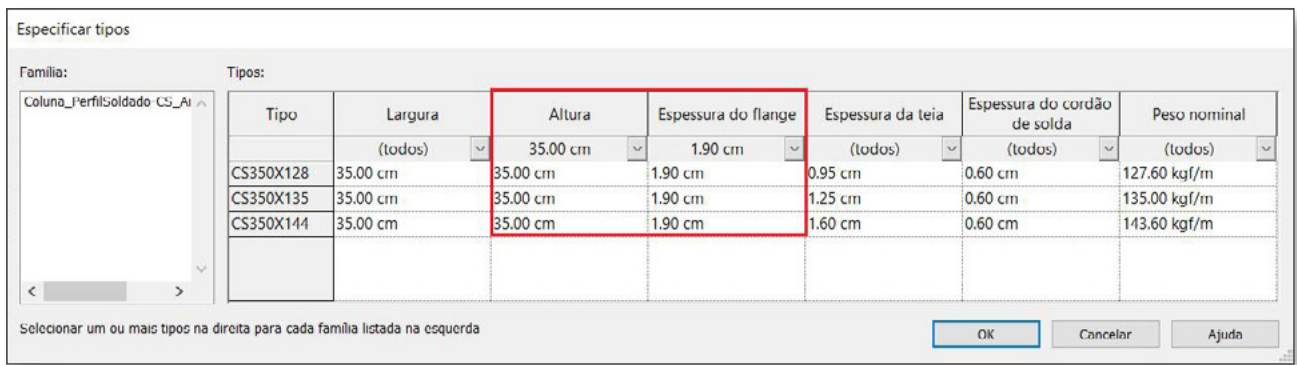 Especificar tipos
Família: Tipos:
Coluna_PerfilSoldado-CS_
Tipo Largura Altura Espessura do flange Espessura da teia Espessura do cordão de solda Peso nominal
(todos) 35.00 cm 1.90 cm (todos) (todos) (todos)
CS350X128 35.00 cm 35.00 cm 1.90 cm 0.95 cm 0.60 cm 127.60 kgf/m
CS350X135 35.00 cm 35.00 cm 1.90 cm 1.25 cm 0.60 cm 135.00 kgf/m
CS350X144 35.00 cm 35.00 cm 1.90 cm 1.60 cm 0.60 cm 143.60 kgf/m
Selecionar um ou mais tipos na direita para cada família listada na esquerda
OK Cancelar Ajuda